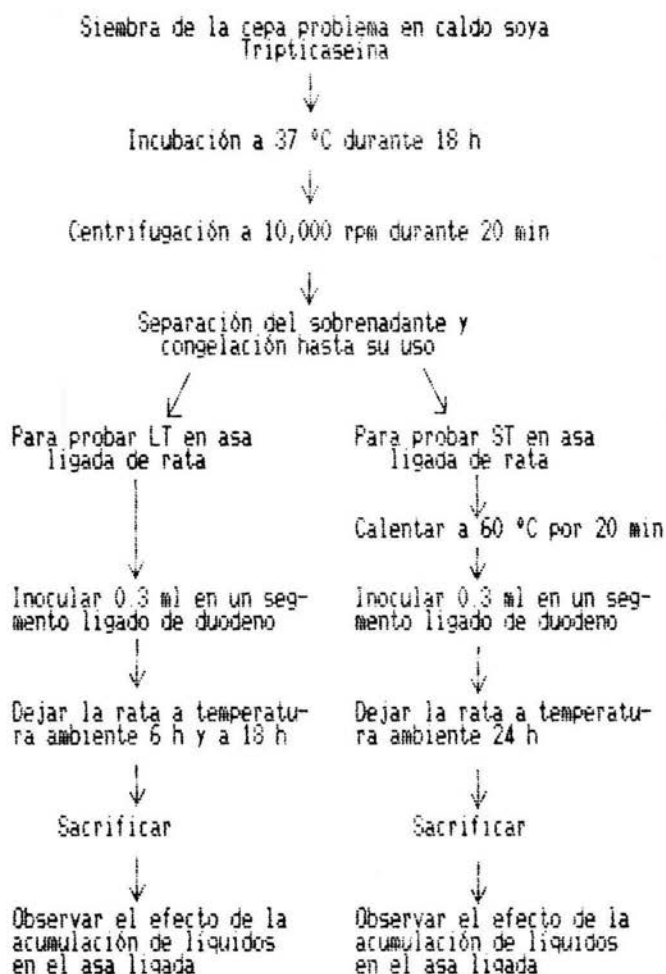 Siembra de la cepa problema en caldo soya
Tripticaseina
Incubación a 37 °C durante 18 h
Centrifugación a 10,000 rpm durante 20 min
Separación del sobrenadante y
congelación hasta su uso
Para probar LT en asa
ligada de rata
Inocular 0.3 ml en un seg-
mento ligado de duodeno
Dejar la rata a temperatu-
ra ambiente 6 h y a 18 h
Sacrificar
Observar el efecto de la
acumulación de líquidos
en el asa ligada
Para probar ST en asa
ligada de rata
Calentar a 60 °C por 20 min
Inocular 0.3 ml en un seg-
mento ligado de duodeno
Dejar la rata a temperatu-
ra ambiente 24 h
Sacrificar
Observar el efecto de la
acumulación de líquidos
en el asa ligada